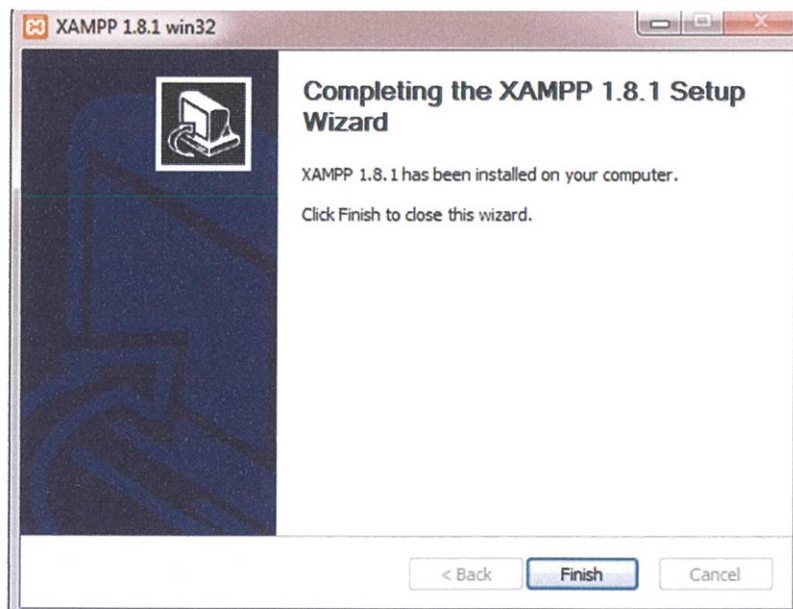 XAMPP 1.8.1 win32
Completing the XAMPP 1.8.1 Setup
Wizard
XAMPP 1.8.1 has been installed on your computer.
Click Finish to close this wizard.
< Back Finish Cancel